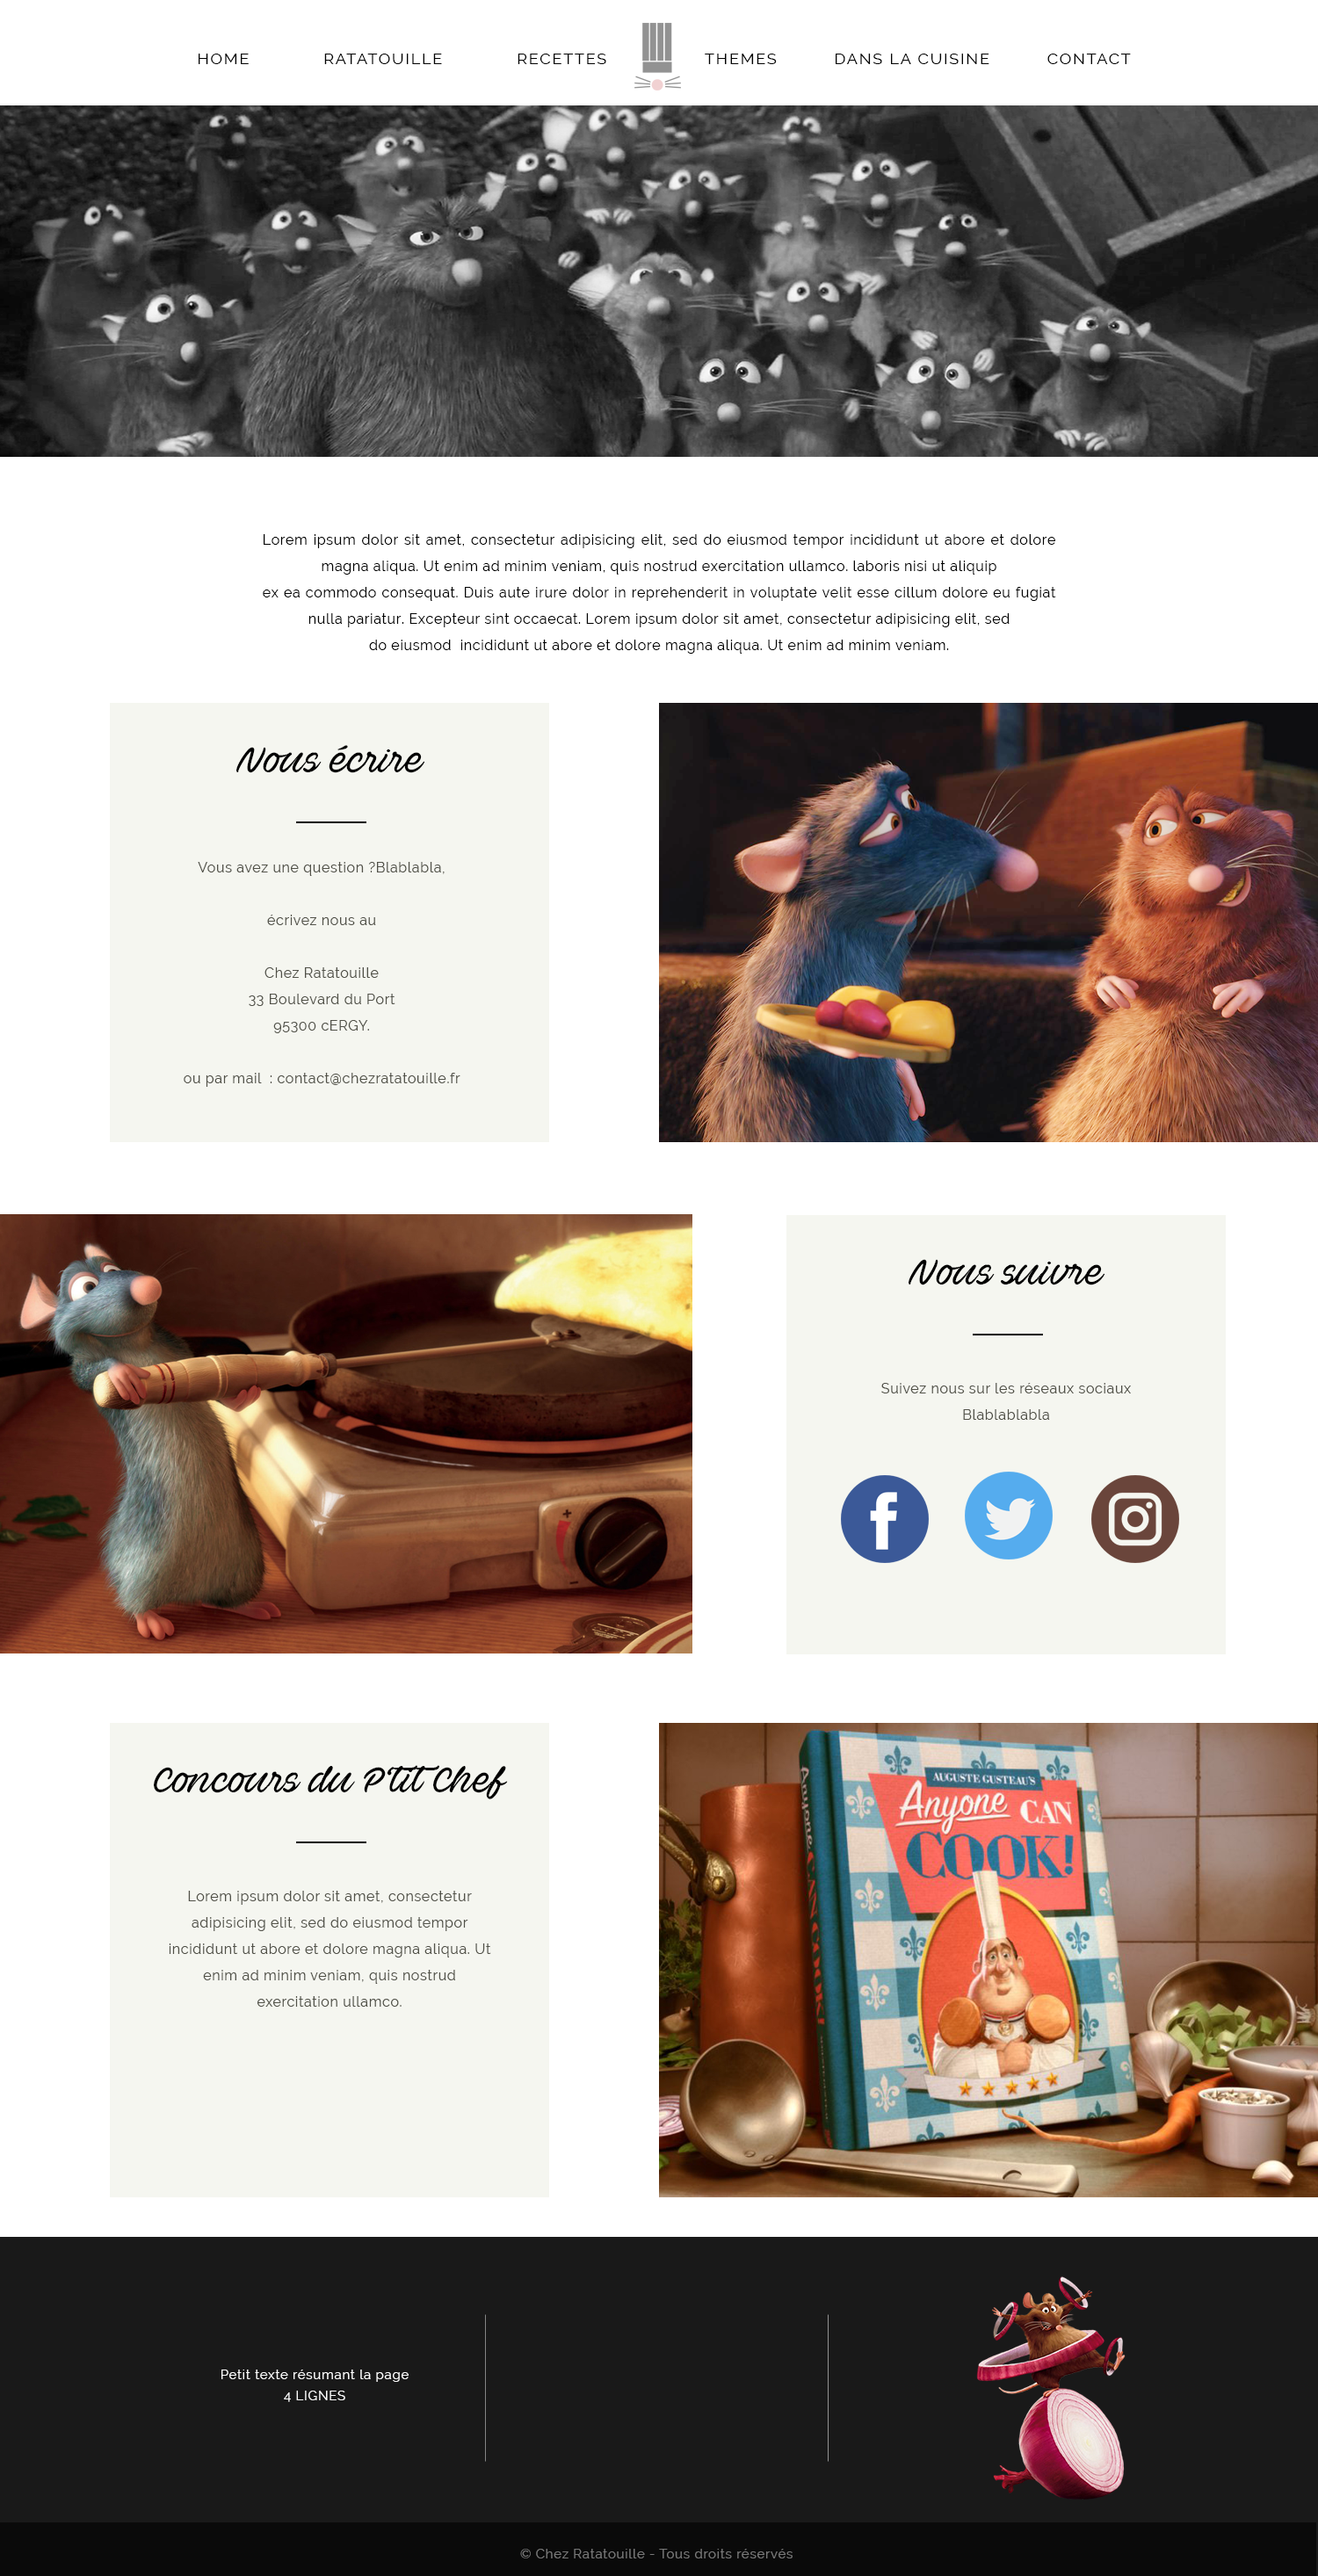 HOME RATATOUILLE RECETTES THEMES DANS LA CUISINE CONTACT
Lorem ipsum dolor sit amet, consectetur adipisicing elit, sed do eiusmod tempor incididunt ut abore et dolore
magna aliqua. Ut enim ad minim veniam, quis nostrud exercitation ullamco. laboris nisi ut aliquip
ex ea commodo consequat. Duis aute irure dolor in reprehenderit in voluptate velit esse cillum dolore eu fugiat
nulla pariatur. Excepteur sint occaecat. Lorem ipsum dolor sit amet, consectetur adipisicing elit, sed
do eiusmod  incididunt ut abore et dolore magna aliqua. Ut enim ad minim veniam.
Nous écrire
Vous avez une question ?Blablabla,
écrivez nous au
Chez Ratatouille
33 Boulevard du Port
95300 cERGY.
ou par mail  : contact@chezratatouille.fr
Nous suivre
Suivez nous sur les réseaux sociaux
Blablablabla
Concours du P'tit Chef
Lorem ipsum dolor sit amet, consectetur
adipisicing elit, sed do eiusmod tempor
incididunt ut abore et dolore magna aliqua. Ut
enim ad minim veniam, quis nostrud
exercitation ullamco.
AUGUSTE GUSTEAU'S
Anyone CAN
COOK!
Petit texte résumant la page
4 LIGNES
© Chez Ratatouille - Tous droits réservés